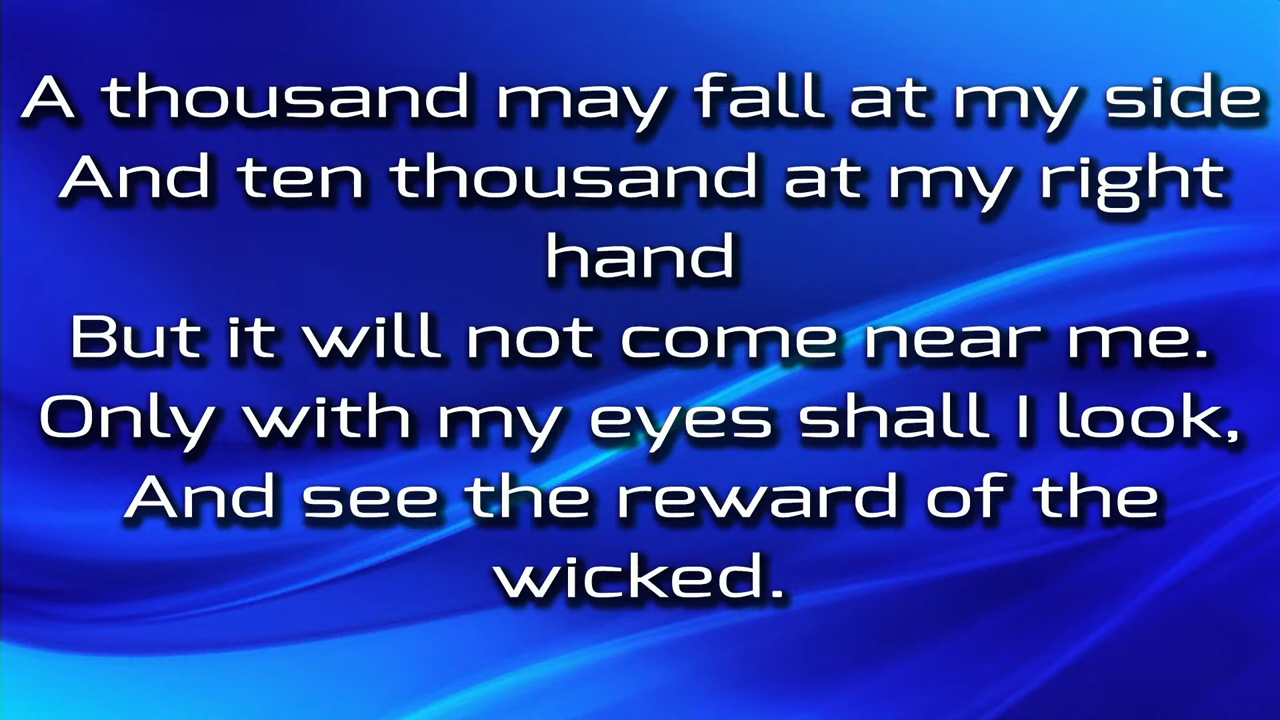 A thousand may fall at my side
And ten thousand at my right
hand
But it will not come near me.
Only with my eyes shall I look,
And see the reward of the
wicked.